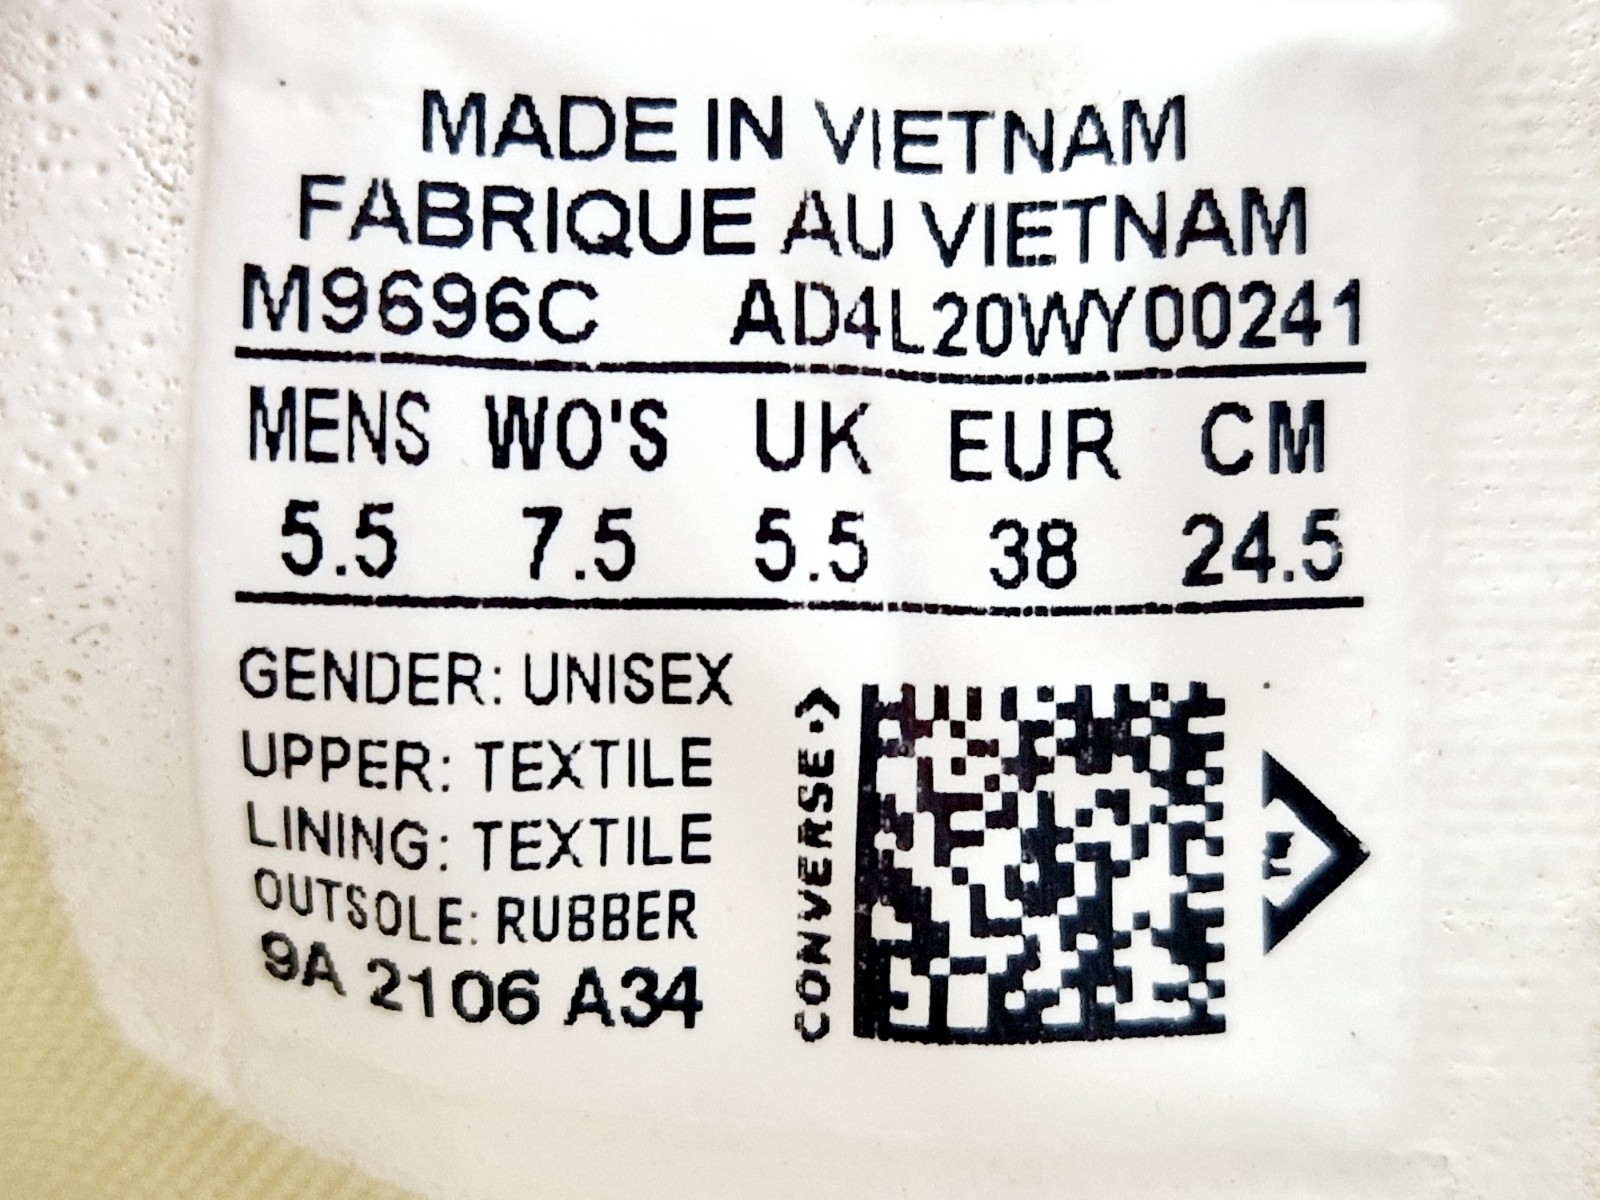 MADE IN VIETNAM
FABRIQUE AU VIETNAM
M9696C AD4L20WY00241
MENS WO'S UK EUR CM
5.5 7.5 5.5 38 24.5
GENDER: UNISEX
UPPER: TEXTILE
LINING: TEXTILE
OUTSOLE: RUBBER
9A 2106 A34
CONVERSE